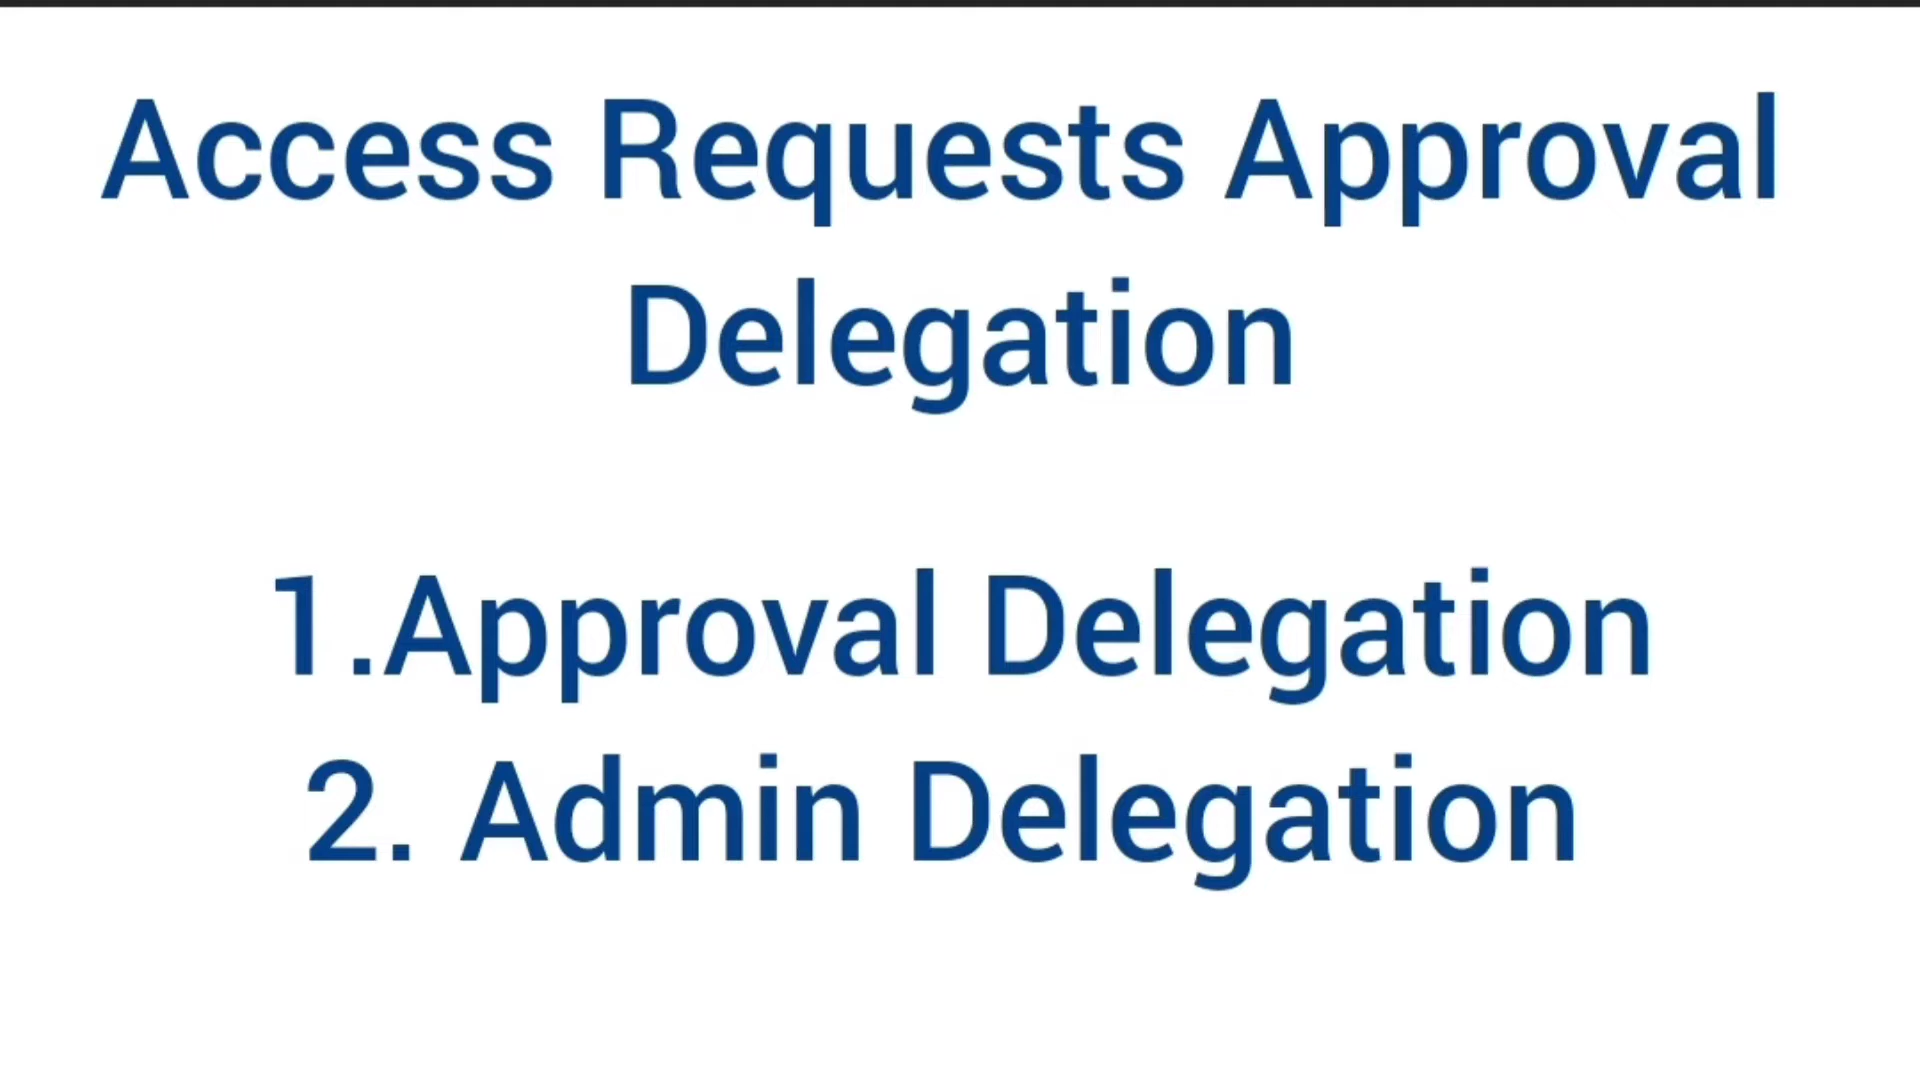 Access Requests Approval
Delegation
1.Approval Delegation
2. Admin Delegation